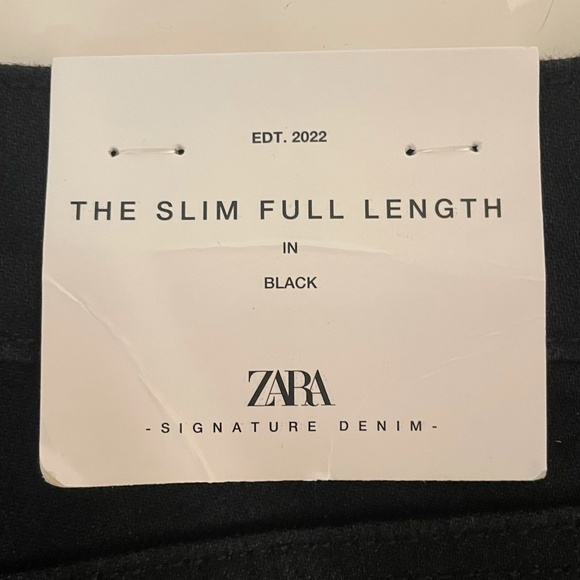 EDT. 2022
THE SLIM FULL LENGTH
IN
BLACK
ZARA
-SIGNATURE DENIM-